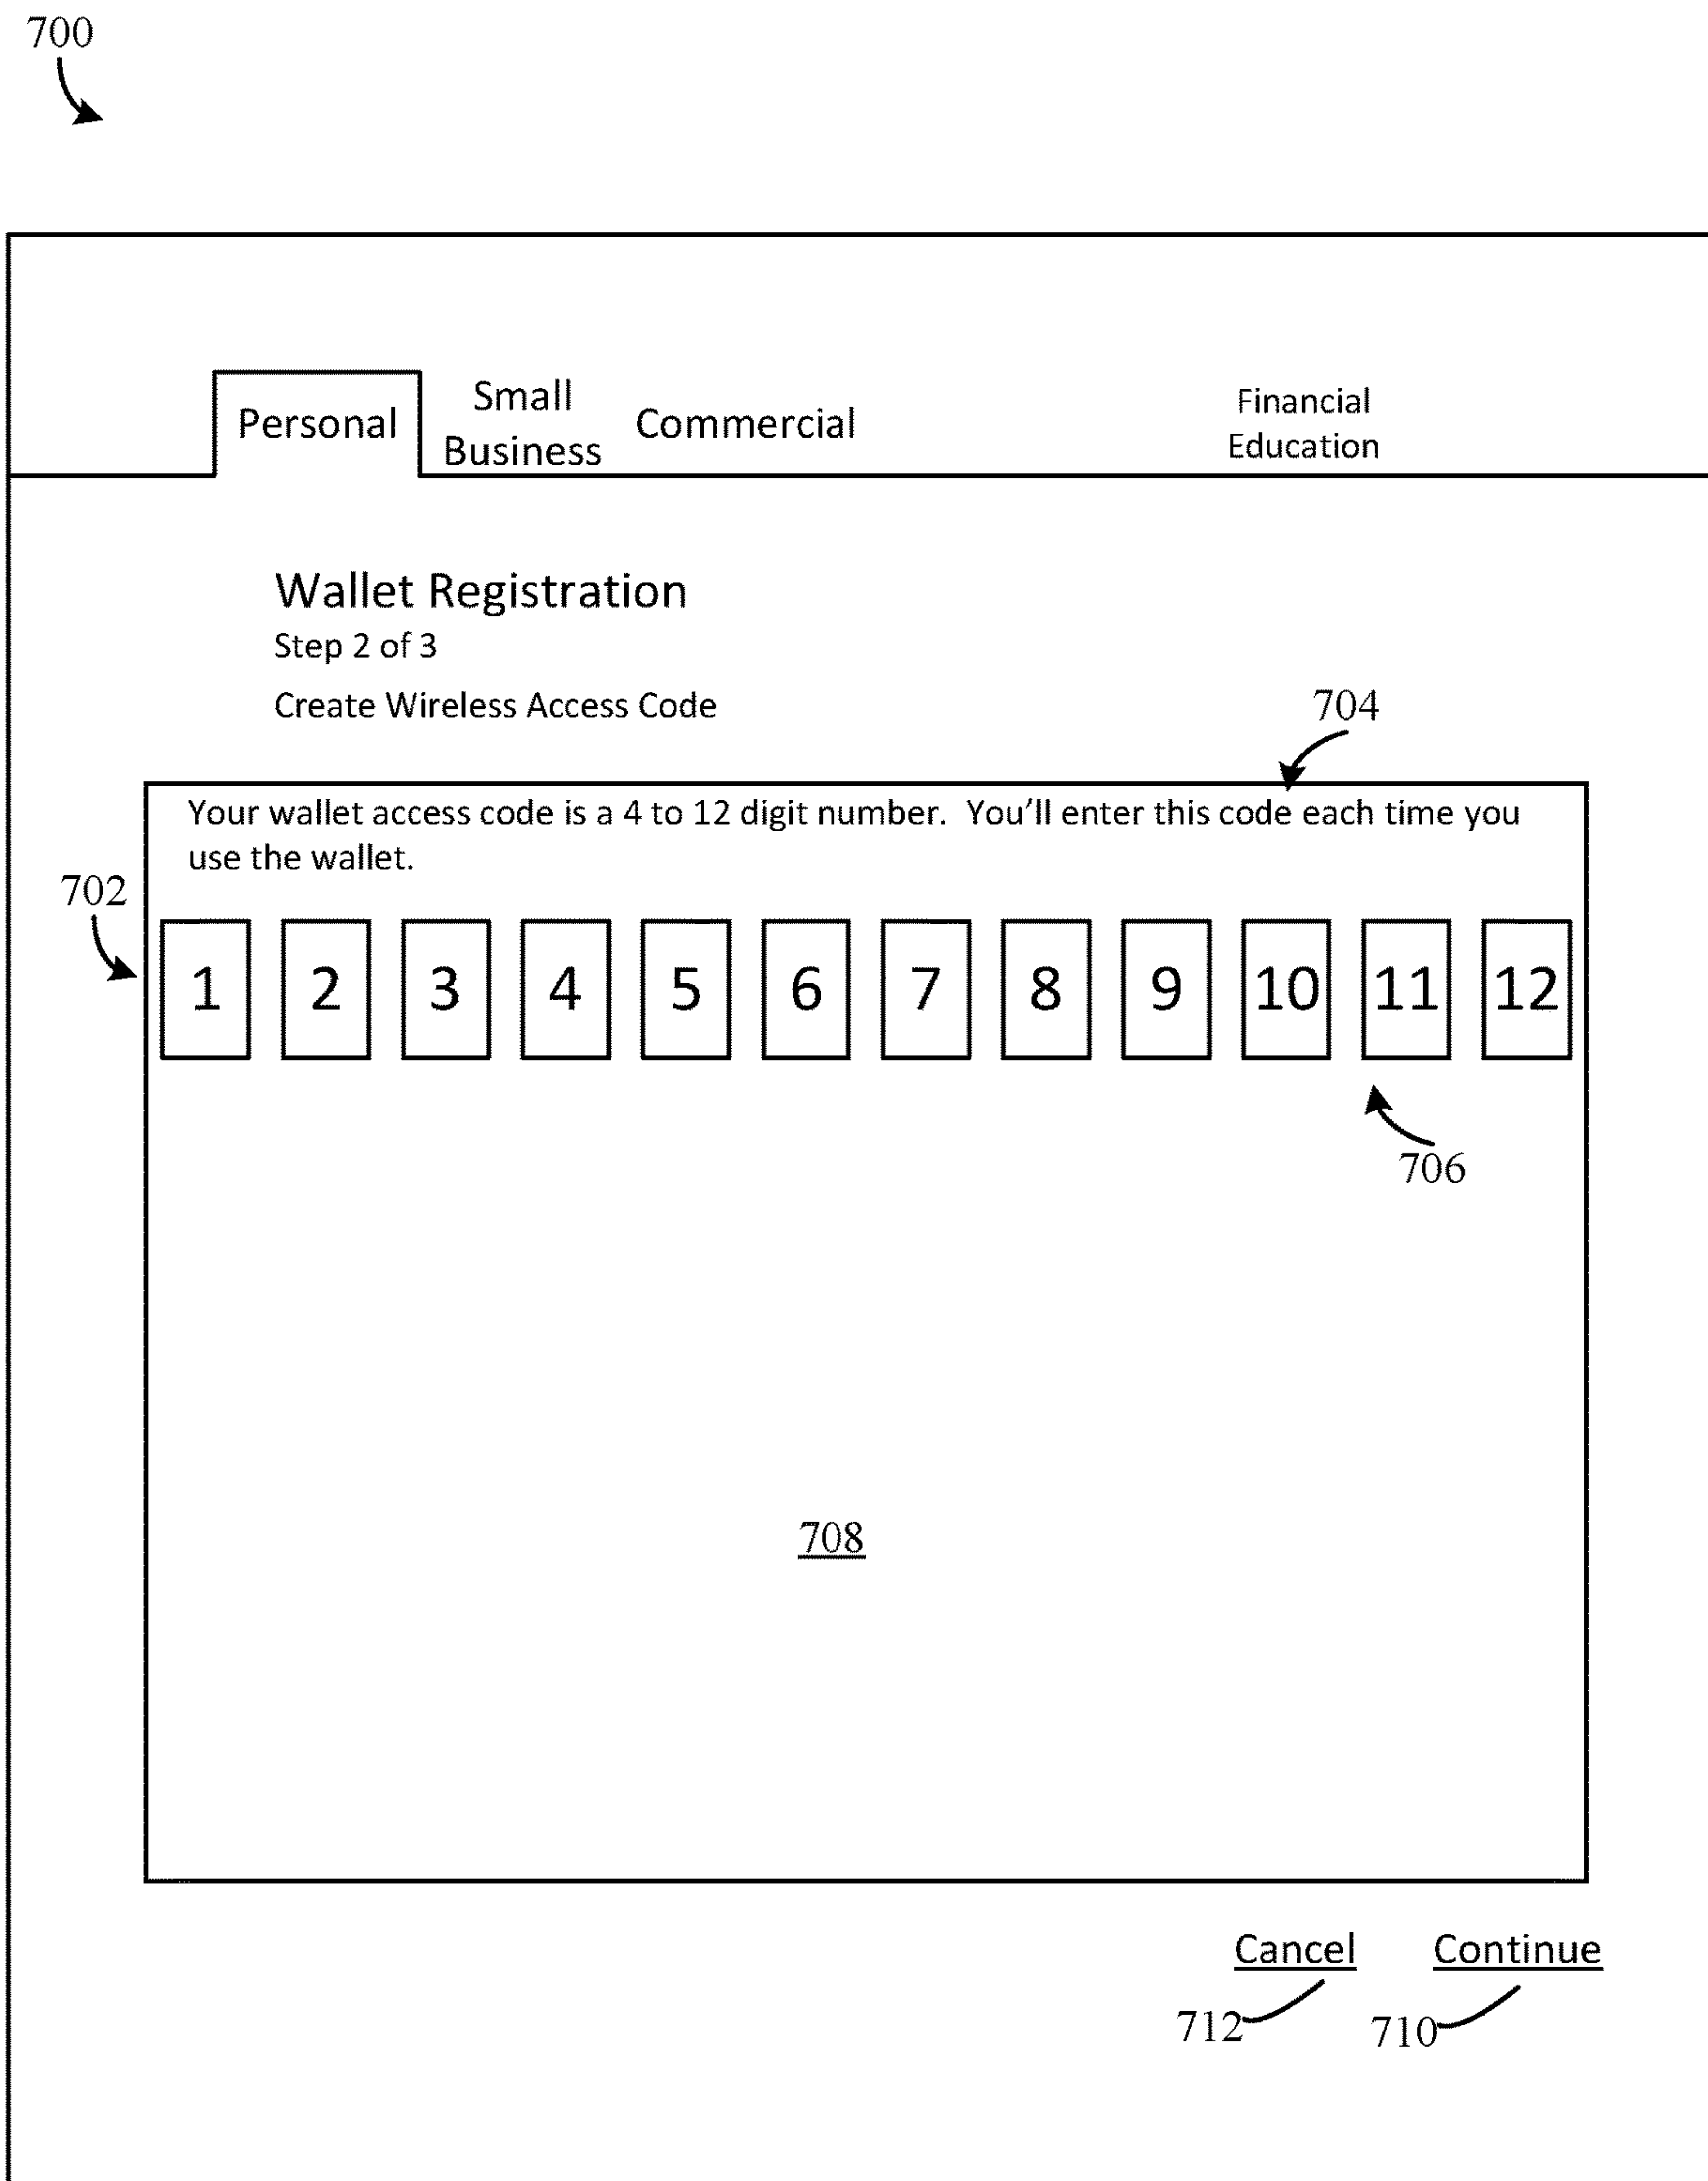 700
Personal
Small
Business
Commercial
Financial
Education
Wallet Registration
Step 2 of 3
Create Wireless Access Code
704
Your wallet access code is a 4 to 12 digit number.  You'll enter this code each time you
use the wallet.
702
1 2 3 4 5 6 7 8 9 10 11 12
706
708
Cancel Continue
712 710